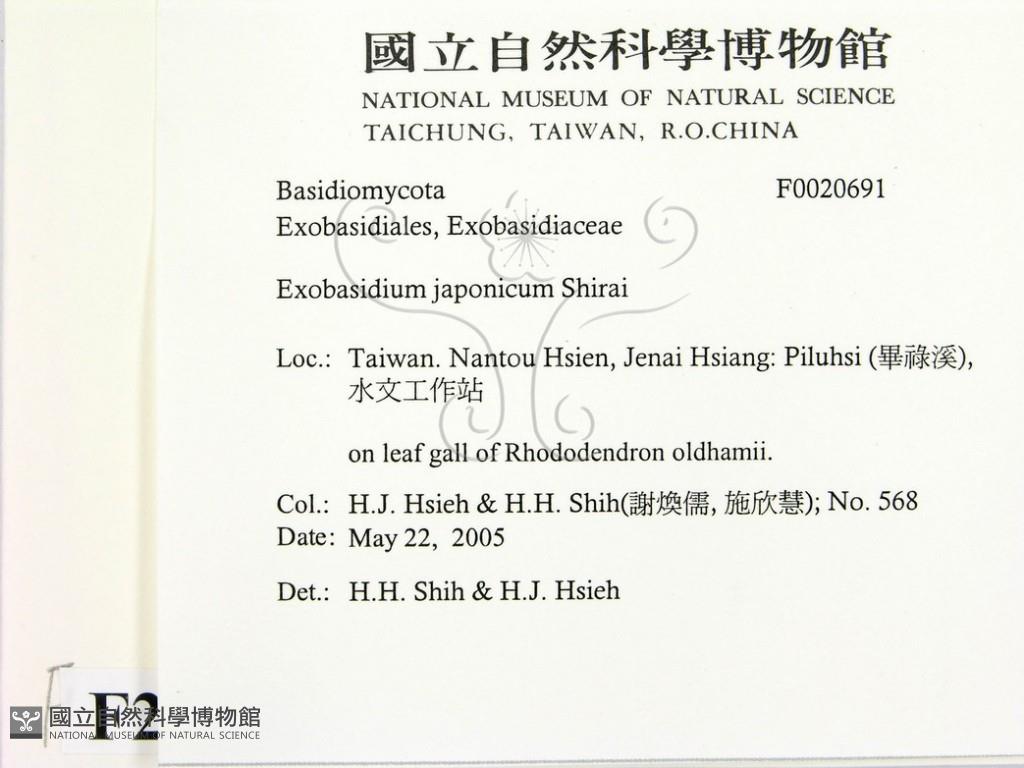 國立自然科學博物館
NATIONAL MUSEUM OF NATURAL SCIENCE
TAICHUNG, TAIWAN, R.O.CHINA
Basidiomycota F0020691
Exobasidiales, Exobasidiaceae
Exobasidium japonicum Shirai
Loc.: Taiwan. Nantou Hsien, Jenai Hsiang: Piluhsi (畢祿溪),
水文工作站
on leaf gall of Rhododendron oldhamii.
Col.: H.J. Hsieh & H.H. Shih(謝煥儒, 施欣慧); No. 568
Date: May 22, 2005
Det.: H.H. Shih & H.J. Hsieh
F2
國立自然科學博物館
NATIONAL MUSEUM OF NATURAL SCIENCE